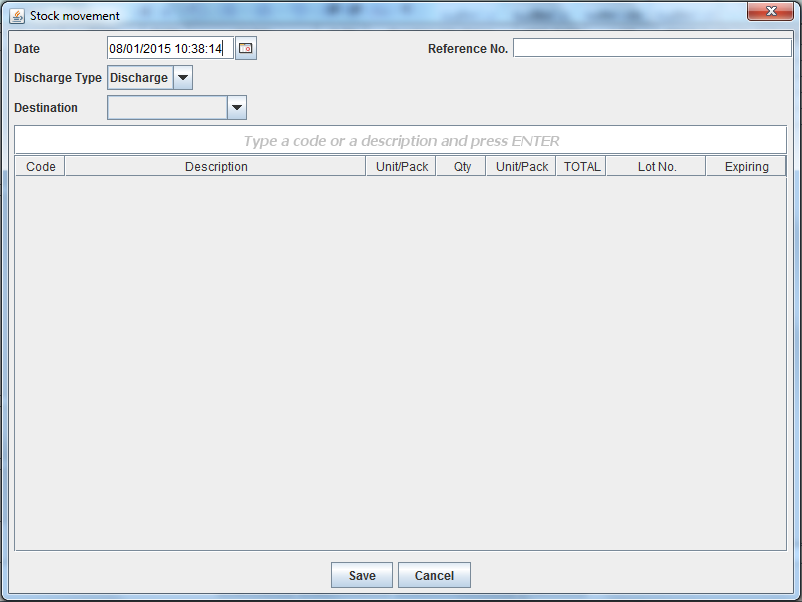 Stock movement
Date 08/01/2015 10:38:14 Reference No.
Discharge Type Discharge
Destination
Type a code or a description and press ENTER
Code Description Unit/Pack Qty Unit/Pack TOTAL Lot No. Expiring
Save Cancel